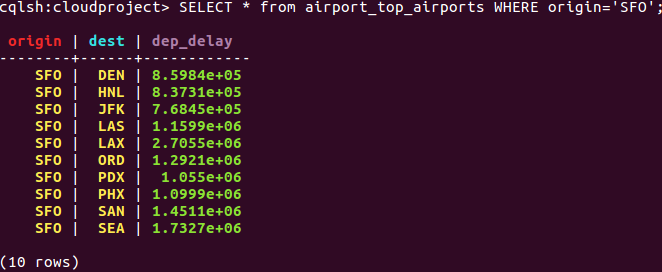 cqlsh:cloudproject> SELECT * from airport_top_airports WHERE origin='SFO';
 origin | dest | dep_delay
--------+------+------------
    SFO |  DEN | 8.5984e+05
    SFO |  HNL | 8.3731e+05
    SFO |  JFK | 7.6845e+05
    SFO |  LAS | 1.1599e+06
    SFO |  LAX | 2.7055e+06
    SFO |  ORD | 1.2921e+06
    SFO |  PDX |  1.055e+06
    SFO |  PHX | 1.0999e+06
    SFO |  SAN | 1.4511e+06
    SFO |  SEA | 1.7327e+06
(10 rows)